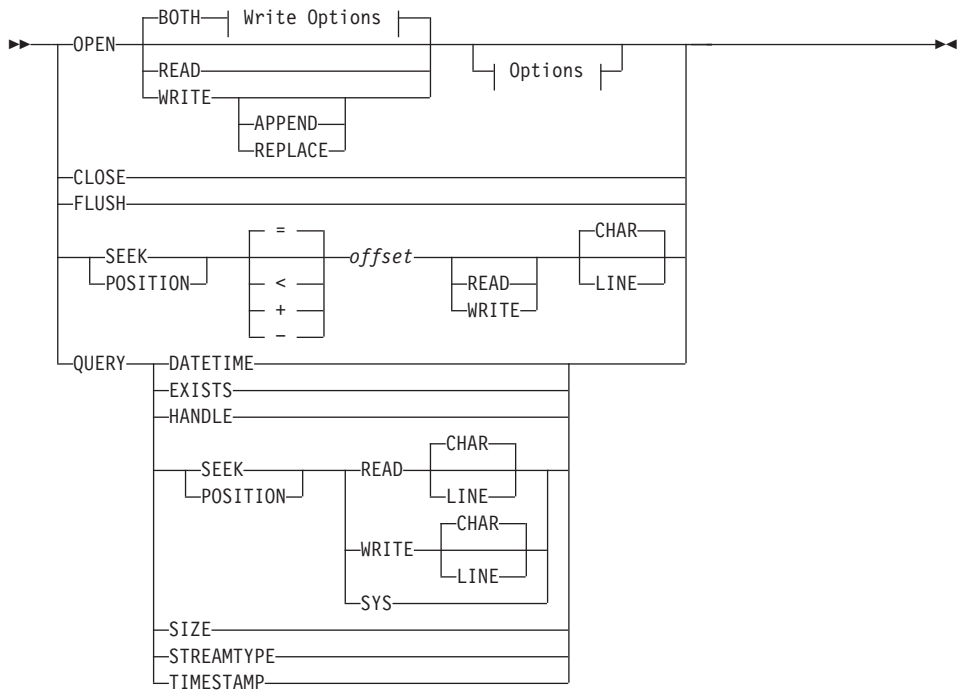 BOTH Write Options
OPEN
READ Options
WRITE
APPEND
REPLACE
CLOSE
FLUSH
= CHAR
SEEK offset
POSITION < READ LINE
+ WRITE
–
QUERY DATETIME
EXISTS
HANDLE
CHAR
SEEK READ
POSITION LINE
CHAR
WRITE
LINE
SYS
SIZE
STREAMTYPE
TIMESTAMP